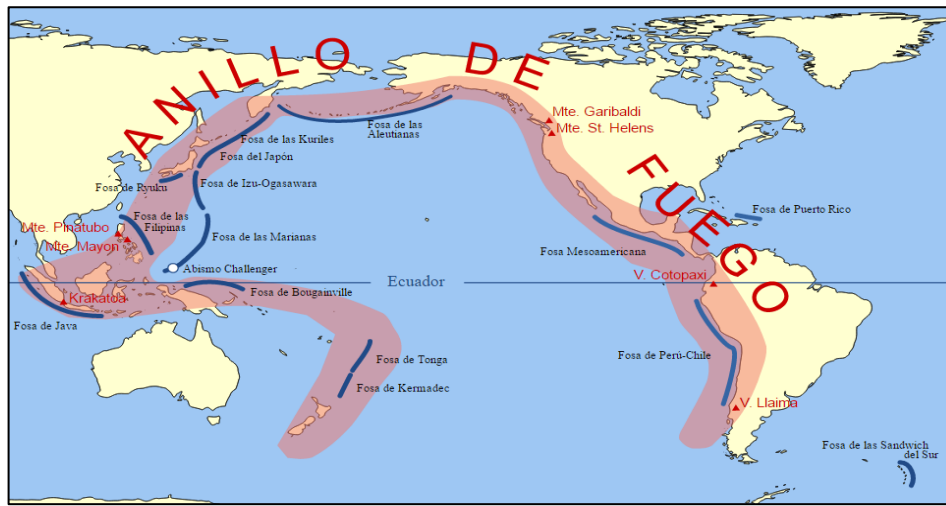 ANILLO DE FUEGO
Mte. Garibaldi
Mte. St. Helens
Fosa de las
Aleutianas
Fosa de las Kuriles
Fosa del Japón
Fosa de Ryuku
Fosa de Izu-Ogasawara
Fosa de Puerto Rico
Fosa de las
Filipinas
Mte. Pinatubo
Mte. Mayon
Fosa de las Marianas
Fosa Mesoamericana
Abismo Challenger
V. Cotopaxi
Ecuador
Fosa de Bougainville
Krakatoa
Fosa de Java
Fosa de Perú-Chile
Fosa de Tonga
Fosa de Kermadec
V. Llaima
Fosa de las Sandwich
del Sur